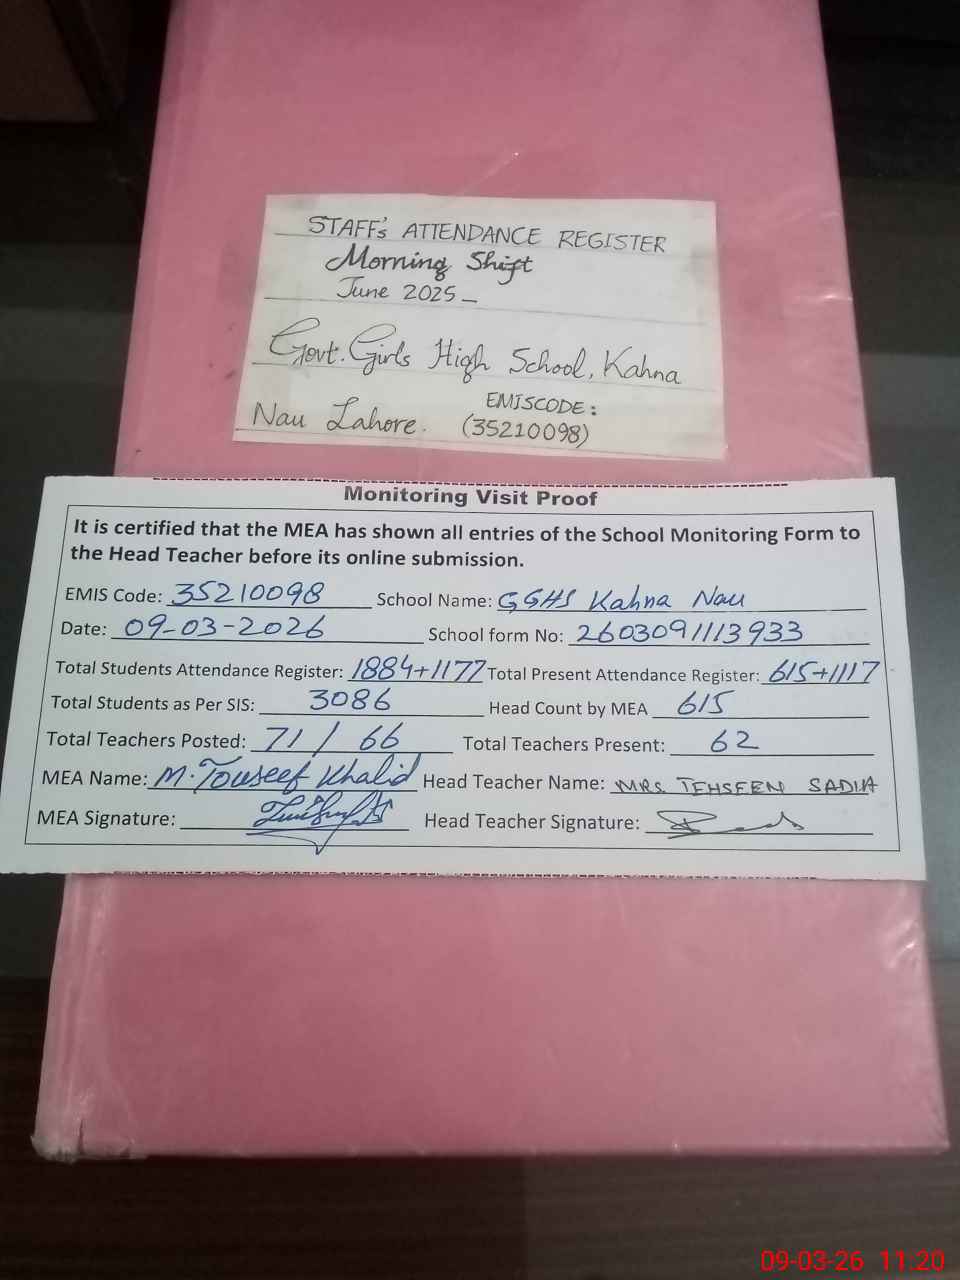 STAFF's ATTENDANCE REGISTER
Morning Shift
June 2025_
Govt. Girls High School, Kahna
Nau Lahore. EMISCODE:
(35210098)
Monitoring Visit Proof
It is certified that the MEA has shown all entries of the School Monitoring Form to
the Head Teacher before its online submission.
EMIS Code: 35210098 School Name: GGHS Kahna Nau
Date: 09-03-2026 School form No: 2603091113933
Total Students Attendance Register: 1884+1177 Total Present Attendance Register: 615+1117
Total Students as Per SIS: 3086 Head Count by MEA 615
Total Teachers Posted: 71 / 66 Total Teachers Present: 62
MEA Name: M. Touseef Khalid Head Teacher Name: MRS. TEHSEEN SADIA
MEA Signature: Head Teacher Signature:
09-03-26 11:20